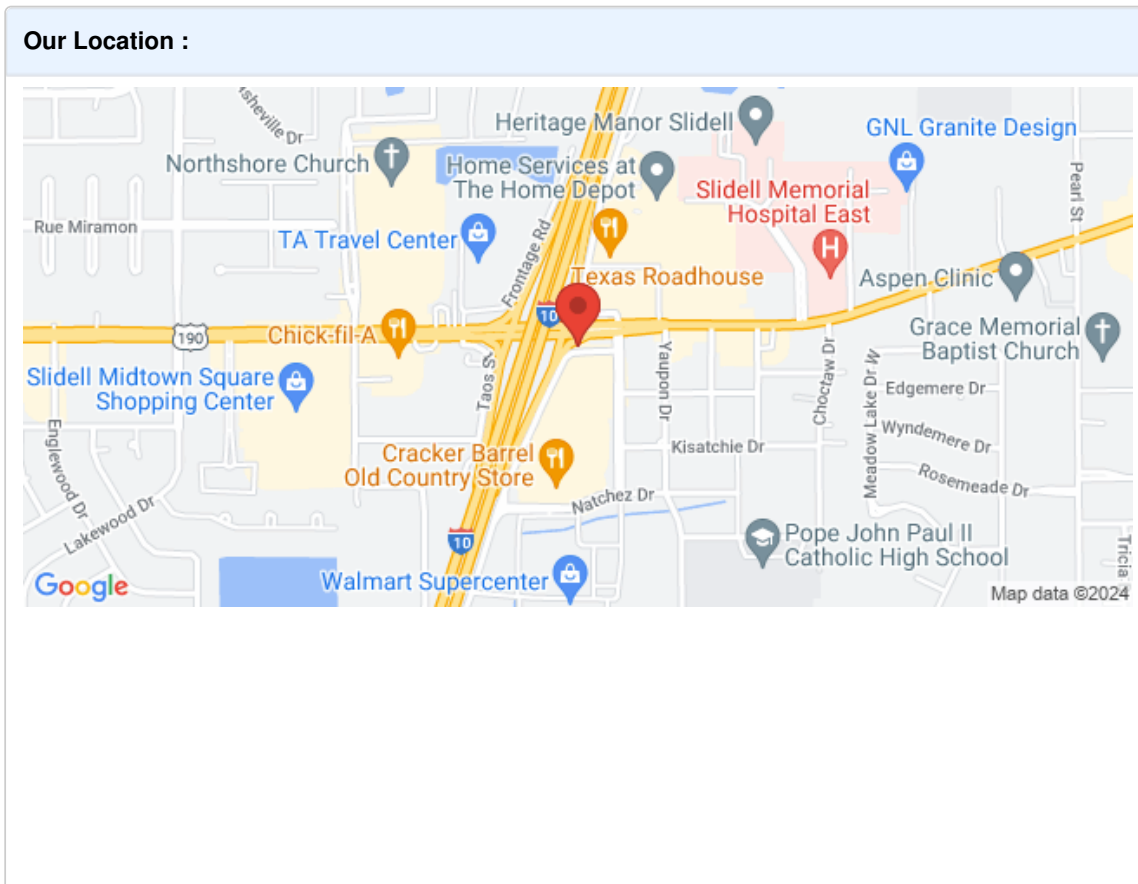 Our Location :
sheville Dr
Heritage Manor Slidell
GNL Granite Design
Northshore Church
Home Services at
The Home Depot
Pearl St
Slidell Memorial
Hospital East
H
Rue Miramon
TA Travel Center
Frontage Rd
Texas Roadhouse
Aspen Clinic
10
190
Chick-fil-A
Grace Memorial
Baptist Church
Slidell Midtown Square
Shopping Center
Taos St
Yaupon Dr
Choctaw Dr
Meadow Lake Dr W
Edgemere Dr
Wyndemere Dr
Englewood Dr
Kisatchie Dr
Cracker Barrel
Old Country Store
Rosemeade Dr
Natchez Dr
Lakewood Dr
10
Pope John Paul II
Catholic High School
Tricia
Walmart Supercenter
Google
Map data ©2024